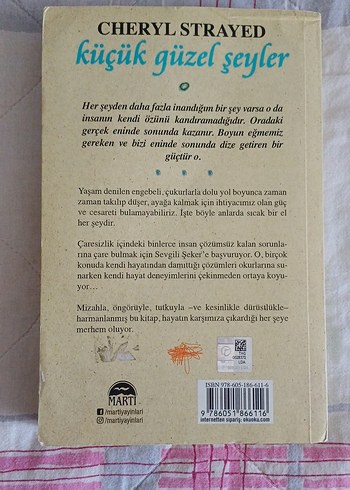 CHERYL STRAYED
küçük güzel şeyler
Her şeyden daha fazla inandığım bir şey varsa o da
insanın kendi özünü kandıramadığıdır. Oradaki
gerçek eninde sonunda kazanır. Boyun eğmemiz
gereken ve bizi eninde sonunda dize getiren bir
güçtür o.
Yaşam denilen engebeli, çukurlarla dolu yol boyunca zaman
zaman takılıp düşer, ayağa kalmak için ihtiyacımız olan güç
ve cesareti bulamayabiliriz. İşte böyle anlarda sıcak bir el
her şeydir.
Çaresizlik içindeki binlerce insan çözümsüz kalan sorunla-
rına çare bulmak için Sevgili Şeker'e başvuruyor. O, birçok
konuda kendi hayatından damıttığı çözümleri okurlarına su-
narken kendi hayat deneyimlerini çekinmeden ortaya koyu-
yor…
Mizahla, öngörüyle, tutkuyla –ve kesinlikle dürüstlükle–
harmanlanmış bu kitap, hayatın karşımıza çıkardığı her şeye
merhem oluyor.
MARTI
/martiyayinlari
/martiyayinlari
ISBN 978-605-186-611-6
9 786051 866116
internetten sipariş: oksoku.com